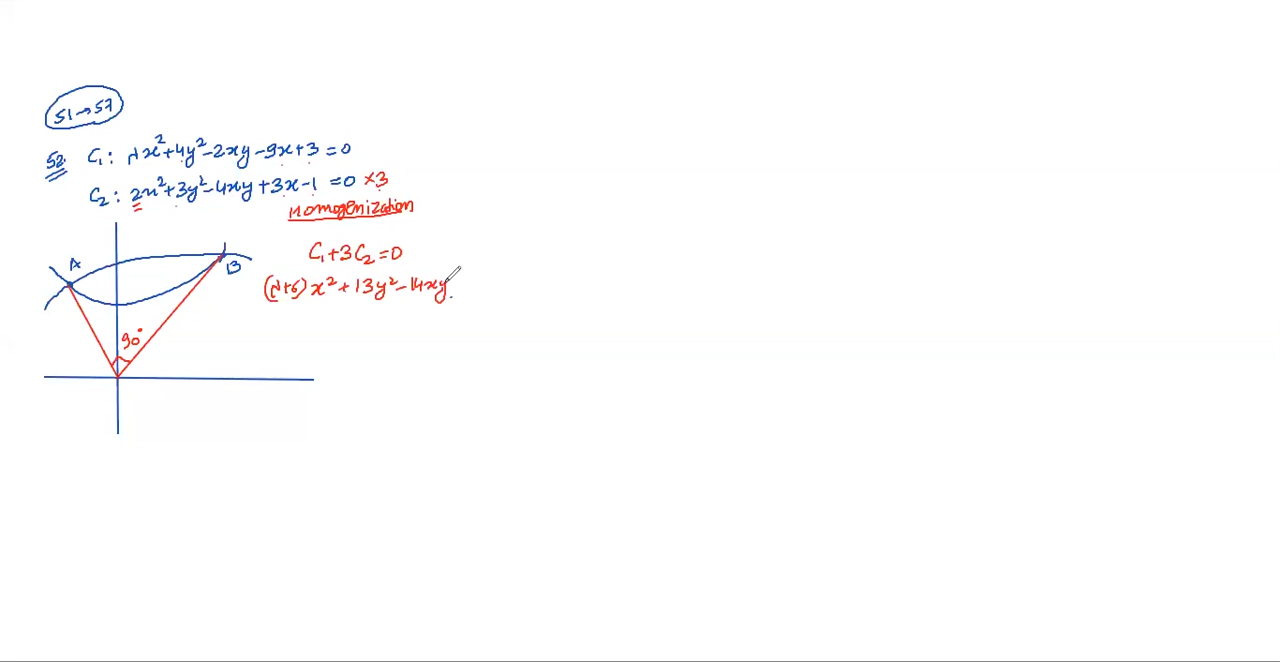 51→57
52. C₁: λx²+4y²-2xy-9x+3=0
C₂: 2x²+3y²-4xy+3x-1=0 ×3
Homogenization
C₁+3C₂=0
(λ+6)x²+13y²-14xy
A
B
90°